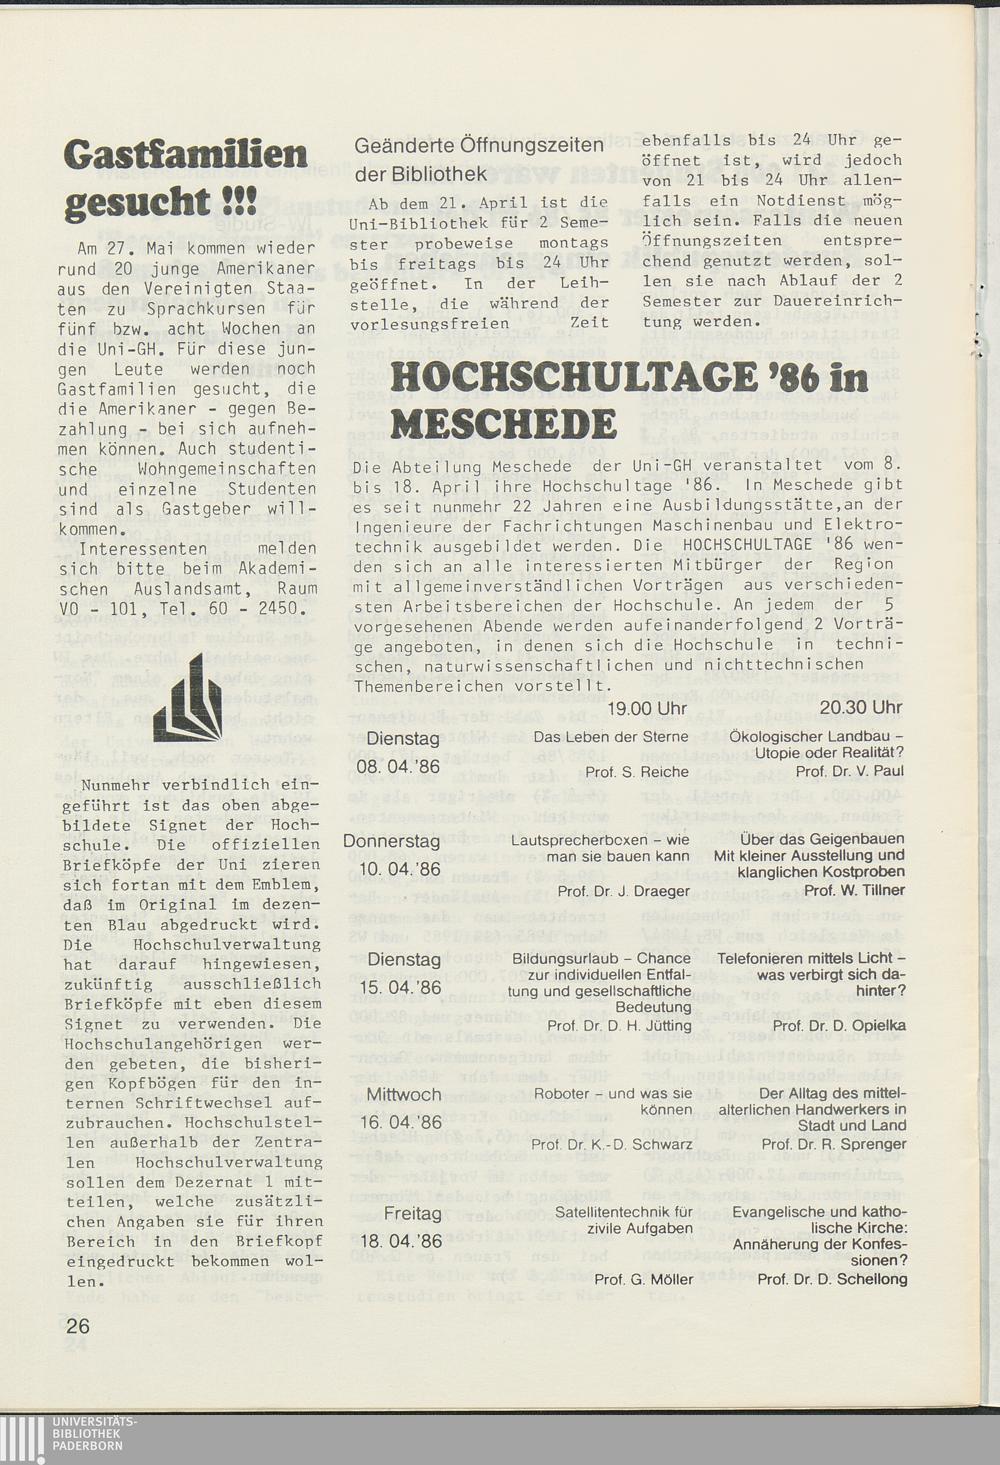 Gastfamilien
gesucht !!!
Am 27. Mai kommen wieder
rund 20 junge Amerikaner
aus den Vereinigten Staa-
ten zu Sprachkursen für
fünf bzw. acht Wochen an
die Uni-GH. Für diese jun-
gen Leute werden noch
Gastfamilien gesucht, die
die Amerikaner - gegen Be-
zahlung - bei sich aufneh-
men können. Auch studenti-
sche Wohngemeinschaften
und einzelne Studenten
sind als Gastgeber will-
kommen.
Interessenten melden
sich bitte beim Akademi-
schen Auslandsamt, Raum
VO - 101, Tel. 60 - 2450.
Nunmehr verbindlich ein-
geführt ist das oben abge-
bildete Signet der Hoch-
schule. Die offiziellen
Briefköpfe der Uni zieren
sich fortan mit dem Emblem,
daß im Original im dezen-
ten Blau abgedruckt wird.
Die Hochschulverwaltung
hat darauf hingewiesen,
zukünftig ausschließlich
Briefköpfe mit eben diesem
Signet zu verwenden. Die
Hochschulangehörigen wer-
den gebeten, die bisheri-
gen Kopfbögen für den in-
ternen Schriftwechsel auf-
zubrauchen. Hochschulstel-
len außerhalb der Zentra-
len Hochschulverwaltung
sollen dem Dezernat 1 mit-
teilen, welche zusätzli-
chen Angaben sie für ihren
Bereich in den Briefkopf
eingedruckt bekommen wol-
len.
Geänderte Öffnungszeiten
der Bibliothek
Ab dem 21. April ist die
Uni-Bibliothek für 2 Seme-
ster probeweise montags
bis freitags bis 24 Uhr
geöffnet. In der Leih-
stelle, die während der
vorlesungsfreien Zeit
ebenfalls bis 24 Uhr ge-
öffnet ist, wird jedoch
von 21 bis 24 Uhr allen-
falls ein Notdienst mög-
lich sein. Falls die neuen
Öffnungszeiten entspre-
chend genutzt werden, sol-
len sie nach Ablauf der 2
Semester zur Dauereinrich-
tung werden.
HOCHSCHULTAGE '86 in
MESCHEDE
Die Abteilung Meschede der Uni-GH veranstaltet vom 8.
bis 18. April ihre Hochschultage '86. In Meschede gibt
es seit nunmehr 22 Jahren eine Ausbildungsstätte,an der
Ingenieure der Fachrichtungen Maschinenbau und Elektro-
technik ausgebildet werden. Die HOCHSCHULTAGE '86 wen-
den sich an alle interessierten Mitbürger der Region
mit allgemeinverständlichen Vorträgen aus verschieden-
sten Arbeitsbereichen der Hochschule. An jedem der 5
vorgesehenen Abende werden aufeinanderfolgend 2 Vorträ-
ge angeboten, in denen sich die Hochschule in techni-
schen, naturwissenschaftlichen und nichttechnischen
Themenbereichen vorstellt.
19.00 Uhr 20.30 Uhr
Dienstag
08. 04.'86
Das Leben der Sterne
Prof. S. Reiche
Ökologischer Landbau -
Utopie oder Realität?
Prof. Dr. V. Paul
Donnerstag
10. 04.'86
Lautsprecherboxen - wie
man sie bauen kann
Prof. Dr. J. Draeger
Über das Geigenbauen
Mit kleiner Ausstellung und
klanglichen Kostproben
Prof. W. Tillner
Dienstag
15. 04.'86
Bildungsurlaub - Chance
zur individuellen Entfal-
tung und gesellschaftliche
Bedeutung
Prof. Dr. D. H. Jütting
Telefonieren mittels Licht -
was verbirgt sich da-
hinter?
Prof. Dr. D. Opielka
Mittwoch
16. 04.'86
Roboter - und was sie
können
Prof. Dr. K.-D. Schwarz
Der Alltag des mittel-
alterlichen Handwerkers in
Stadt und Land
Prof. Dr. R. Sprenger
Freitag
18. 04.'86
Satellitentechnik für
zivile Aufgaben
Prof. G. Möller
Evangelische und katho-
lische Kirche:
Annäherung der Konfes-
sionen?
Prof. Dr. D. Schellong
26
UNIVERSITÄTS-
BIBLIOTHEK
PADERBORN